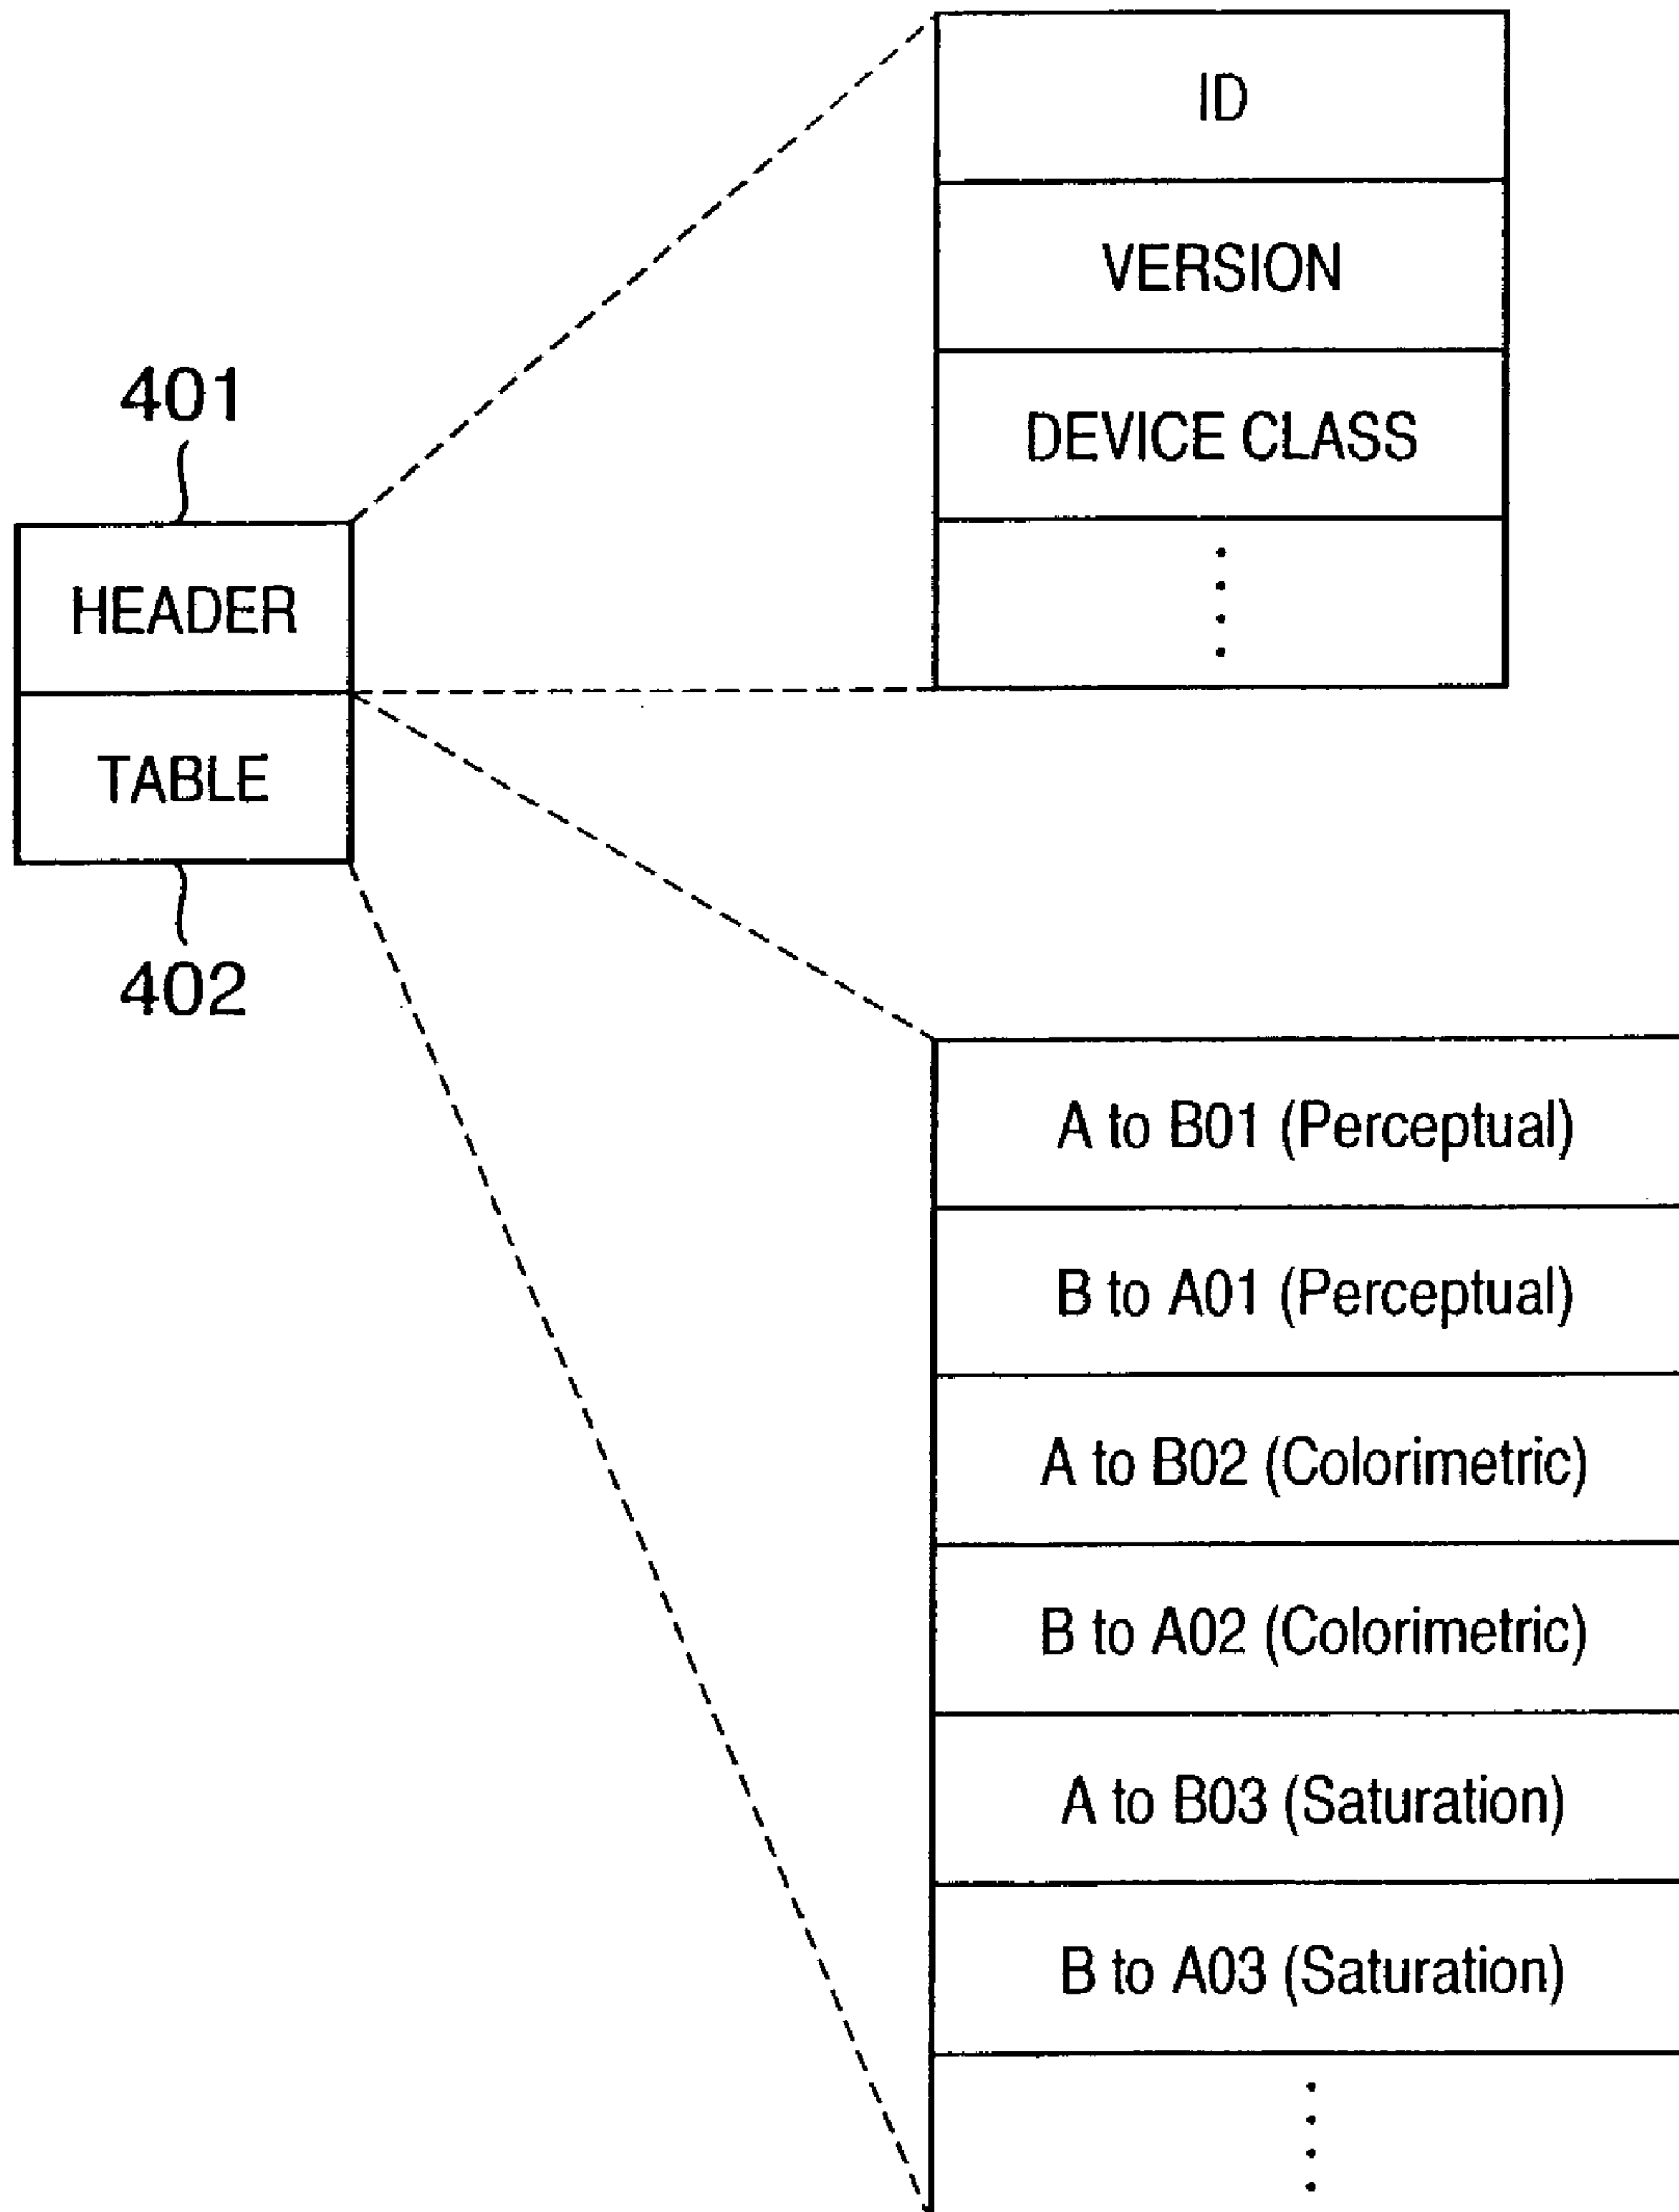 ID
VERSION
DEVICE CLASS
401
HEADER
TABLE
402
A to B01 (Perceptual)
B to A01 (Perceptual)
A to B02 (Colorimetric)
B to A02 (Colorimetric)
A to B03 (Saturation)
B to A03 (Saturation)